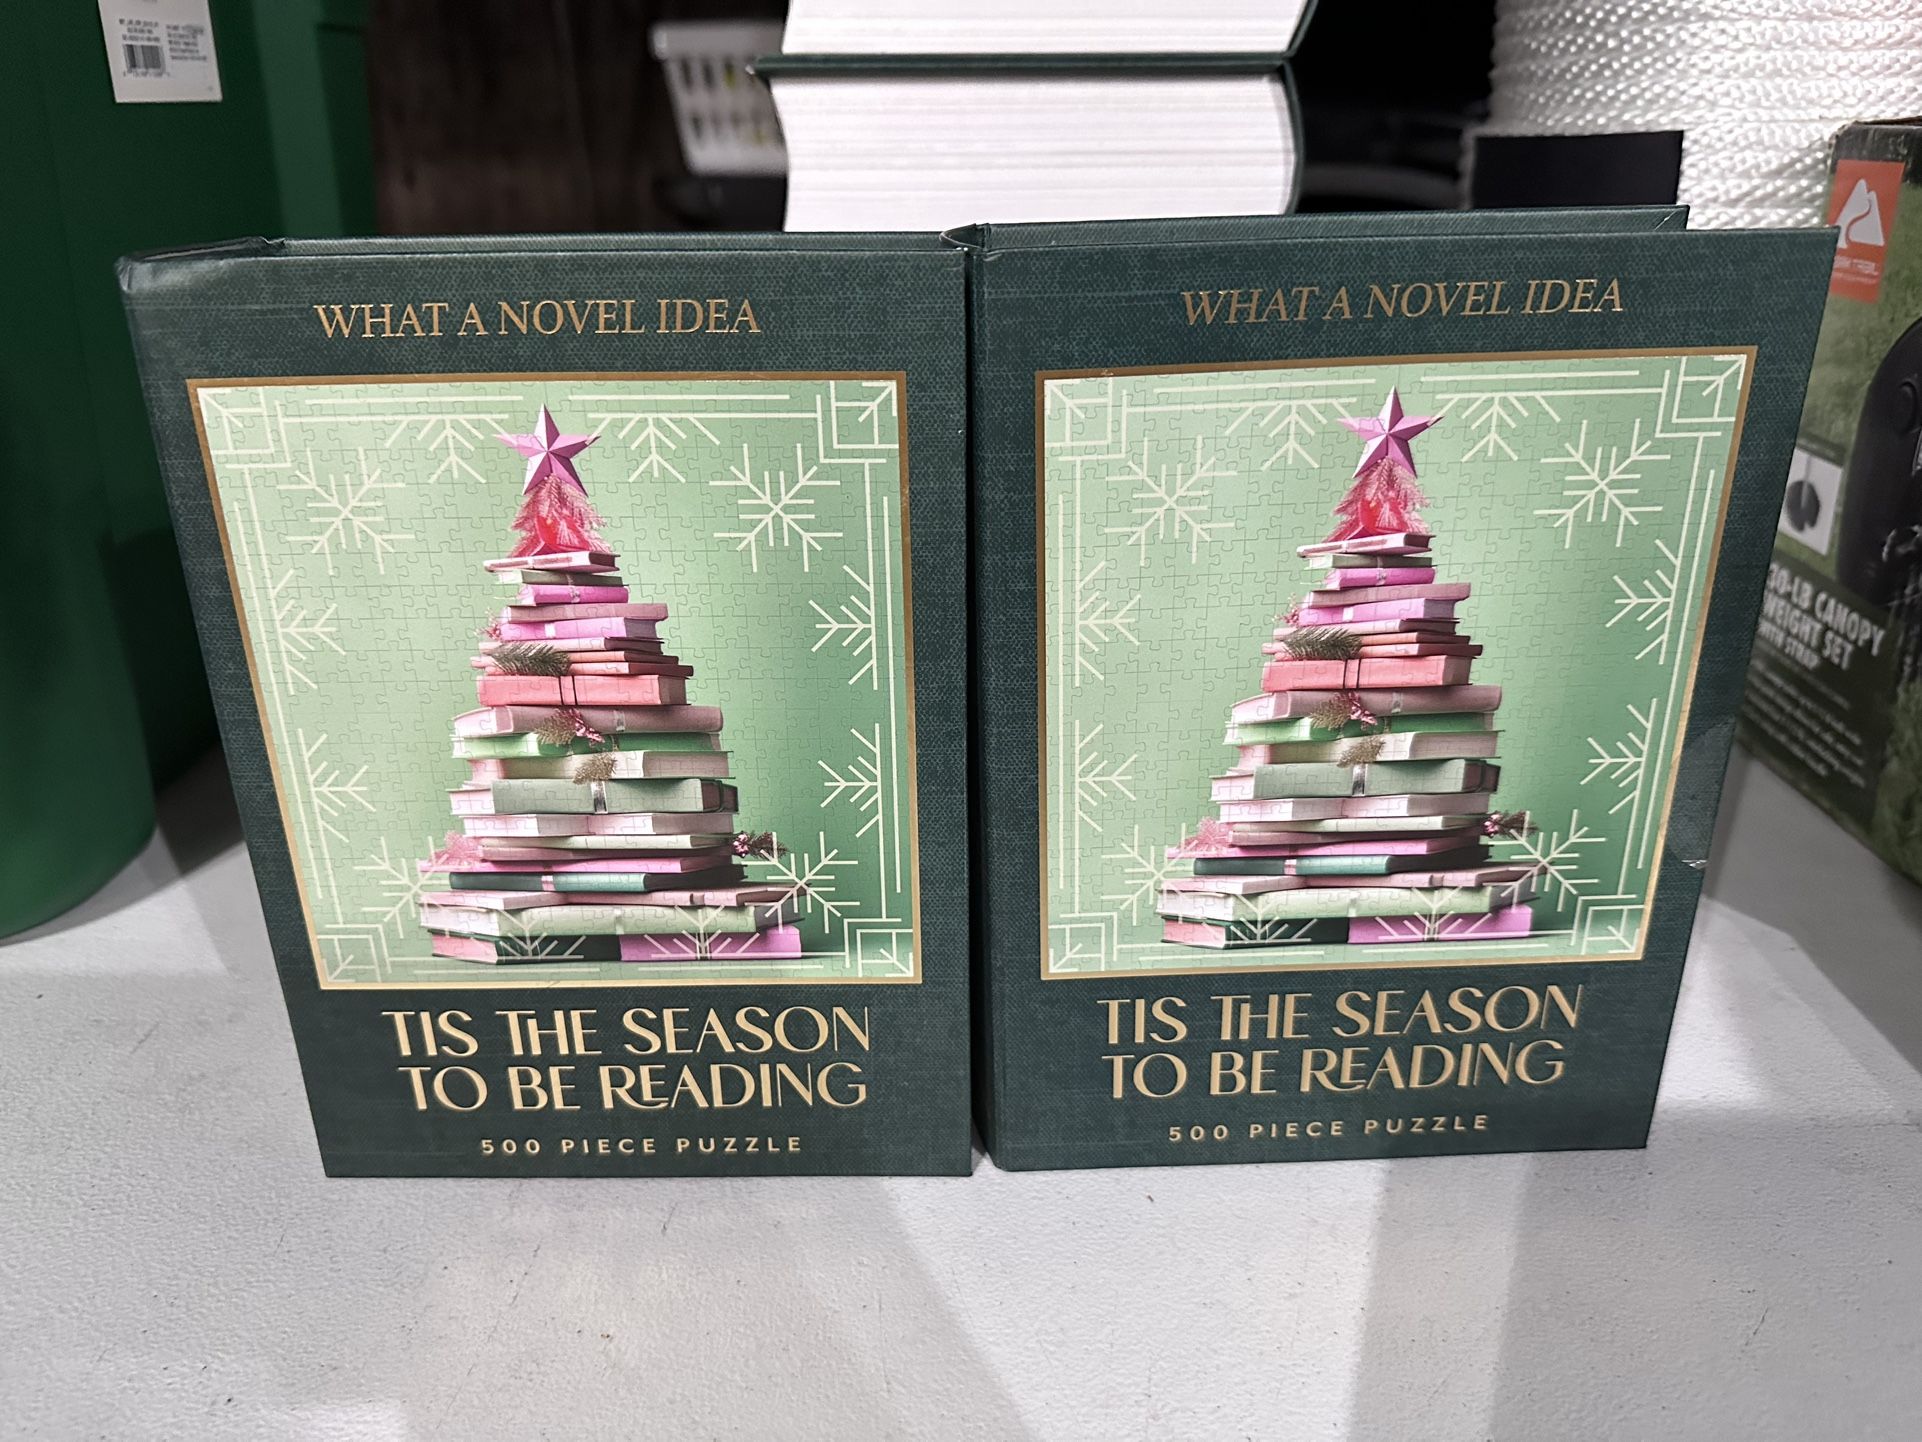 WHAT A NOVEL IDEA
TIS THE SEASON
TO BE READING
500 PIECE PUZZLE
WHAT A NOVEL IDEA
TIS THE SEASON
TO BE READING
500 PIECE PUZZLE
CANOPY
WEIGHT SET